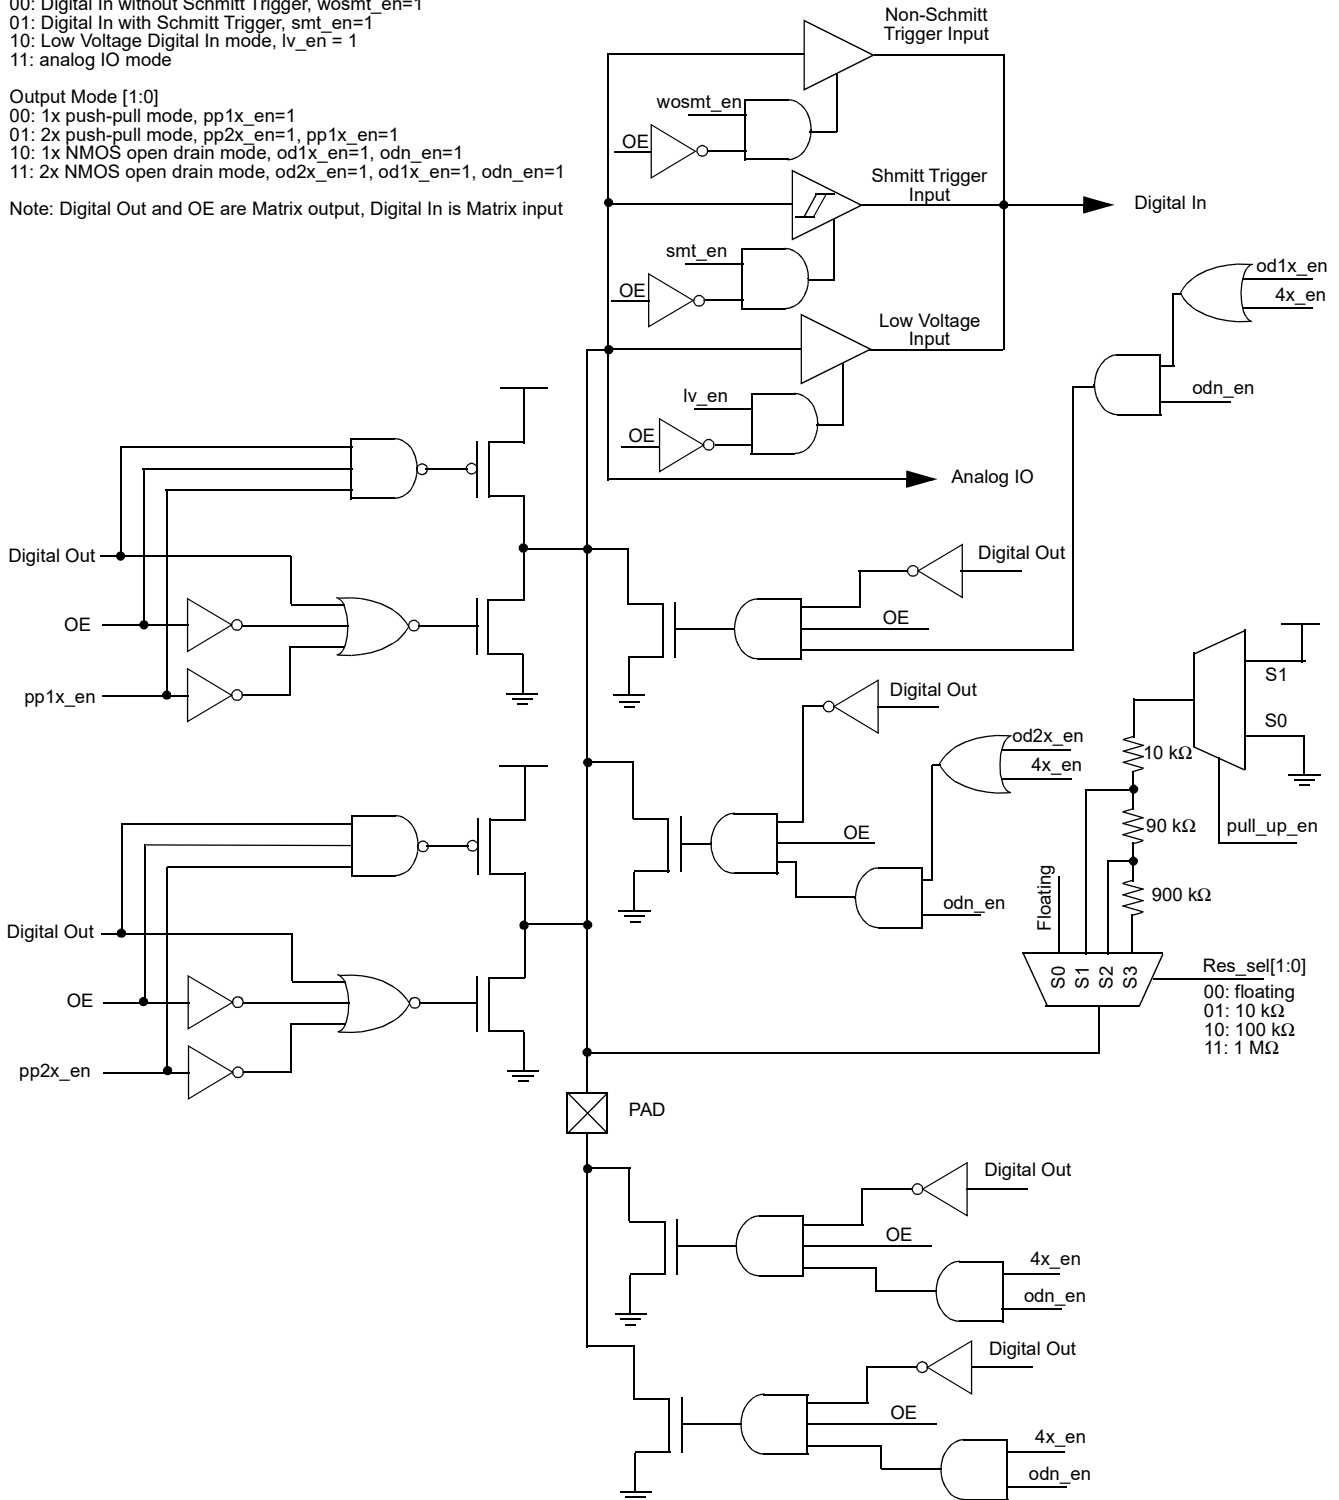 00: Digital In without Schmitt Trigger, wosmt_en=1
01: Digital In with Schmitt Trigger, smt_en=1
10: Low Voltage Digital In mode, lv_en = 1
11: analog IO mode
Output Mode [1:0]
00: 1x push-pull mode, pp1x_en=1
01: 2x push-pull mode, pp2x_en=1, pp1x_en=1
10: 1x NMOS open drain mode, od1x_en=1, odn_en=1
11: 2x NMOS open drain mode, od2x_en=1, od1x_en=1, odn_en=1
Note: Digital Out and OE are Matrix output, Digital In is Matrix input
Non-Schmitt
Trigger Input
wosmt_en
OE
Shmitt Trigger
Input
Digital In
smt_en
OE
od1x_en
4x_en
Low Voltage
Input
odn_en
lv_en
OE
Analog IO
Digital Out
OE
pp1x_en
Digital Out
OE
S1
S0
10 kΩ
90 kΩ
900 kΩ
pull_up_en
Digital Out
od2x_en
4x_en
OE
odn_en
Floating
S0
S1
S2
S3
Res_sel[1:0]
00: floating
01: 10 kΩ
10: 100 kΩ
11: 1 MΩ
Digital Out
OE
pp2x_en
PAD
Digital Out
OE
4x_en
odn_en
Digital Out
OE
4x_en
odn_en